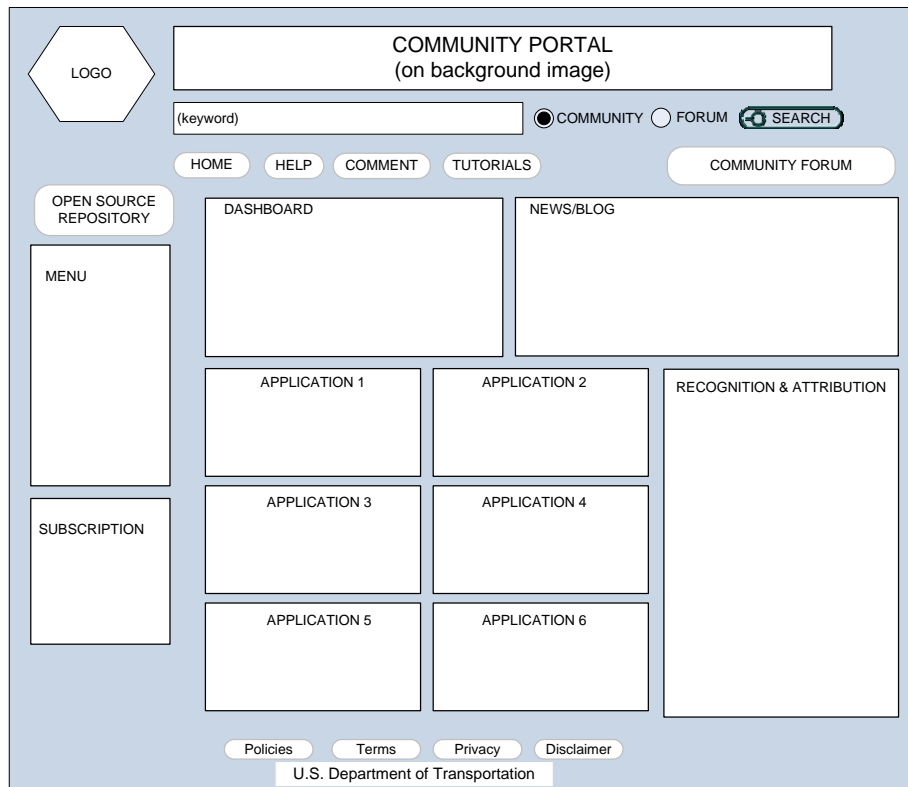 LOGO
COMMUNITY PORTAL
(on background image)
(keyword)
COMMUNITY
FORUM
SEARCH
HOME
HELP
COMMENT
TUTORIALS
COMMUNITY FORUM
OPEN SOURCE
REPOSITORY
MENU
SUBSCRIPTION
DASHBOARD
NEWS/BLOG
APPLICATION 1
APPLICATION 2
RECOGNITION & ATTRIBUTION
APPLICATION 3
APPLICATION 4
APPLICATION 5
APPLICATION 6
Policies
Terms
Privacy
Disclaimer
U.S. Department of Transportation